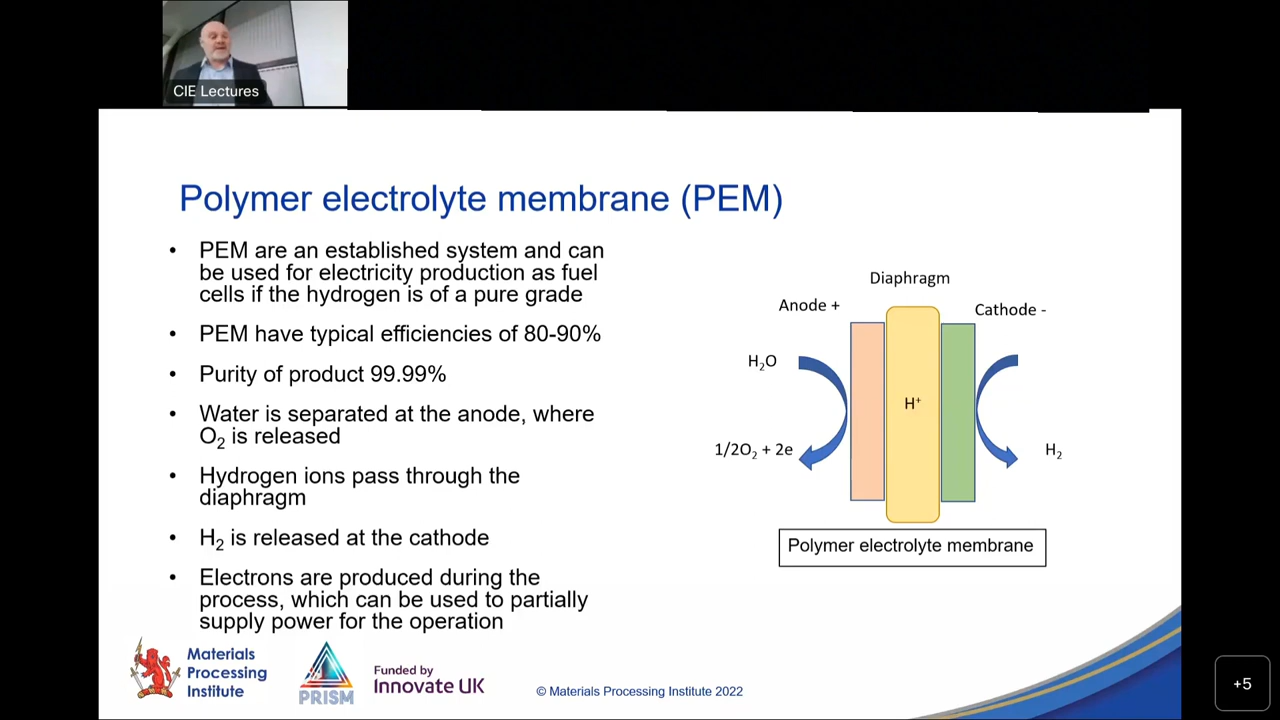 CIE Lectures
Polymer electrolyte membrane (PEM)
• PEM are an established system and can
be used for electricity production as fuel
cells if the hydrogen is of a pure grade
• PEM have typical efficiencies of 80-90%
• Purity of product 99.99%
• Water is separated at the anode, where
O₂ is released
• Hydrogen ions pass through the
diaphragm
• H₂ is released at the cathode
• Electrons are produced during the
process, which can be used to partially
supply power for the operation
Diaphragm
Anode +
Cathode -
H₂O
H⁺
1/2O₂ + 2e
H₂
Polymer electrolyte membrane
Materials
Processing
Institute
PRISM
Funded by
Innovate UK
© Materials Processing Institute 2022
+5